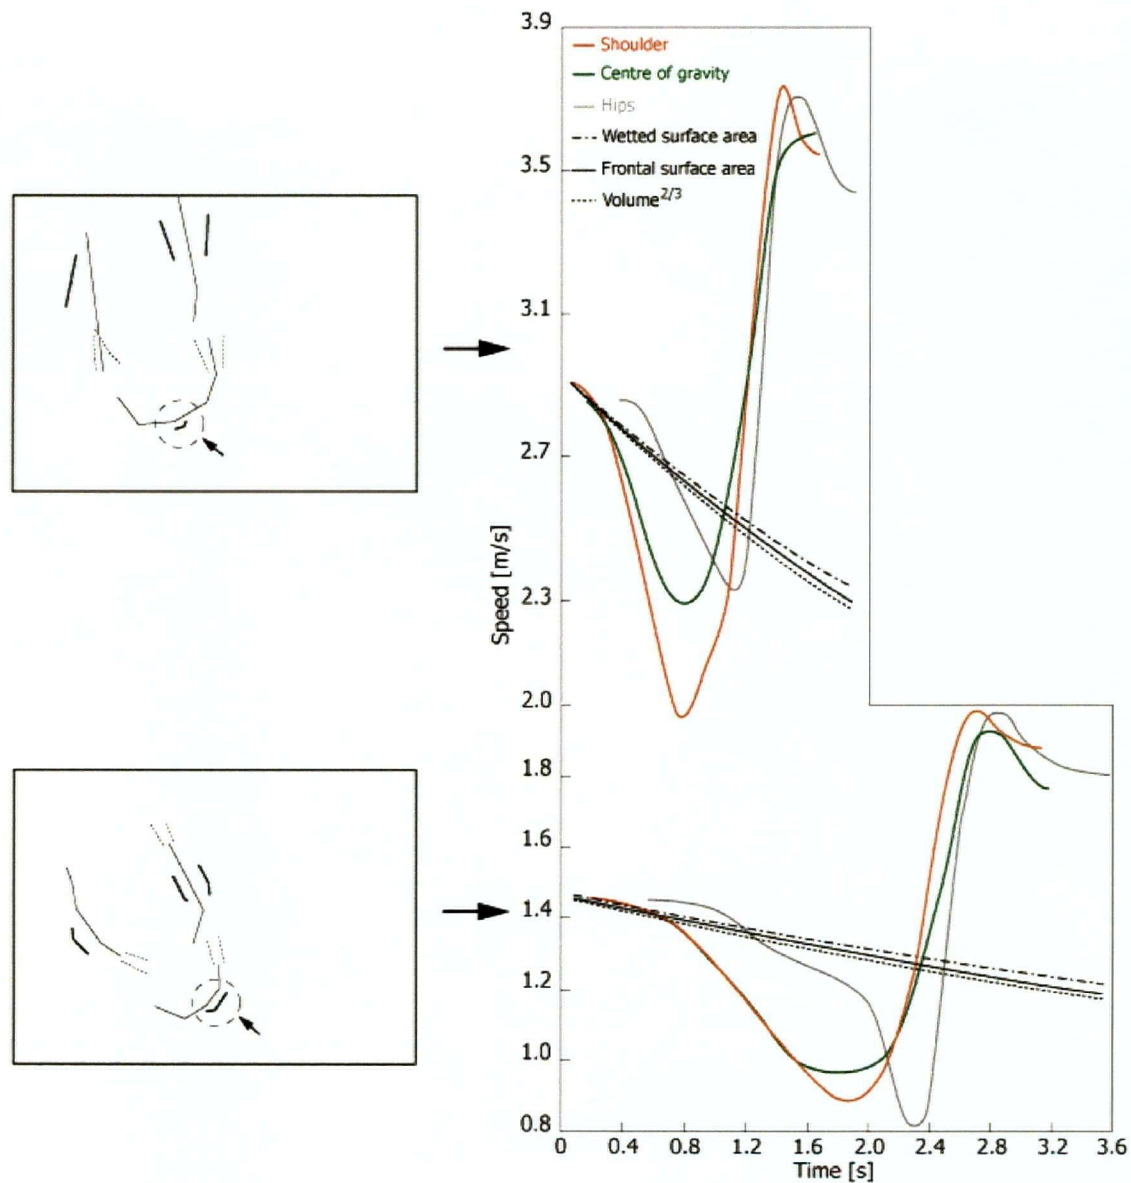 3.9
Shoulder
Centre of gravity
Hips
Wetted surface area
Frontal surface area
Volume2/3
3.5
3.1
2.7
2.3
Speed [m/s]
2.0
1.8
1.6
1.4
1.2
1.0
0.8
0 0.4 0.8 1.2 1.6 2.0 2.4 2.8 3.2 3.6
Time [s]